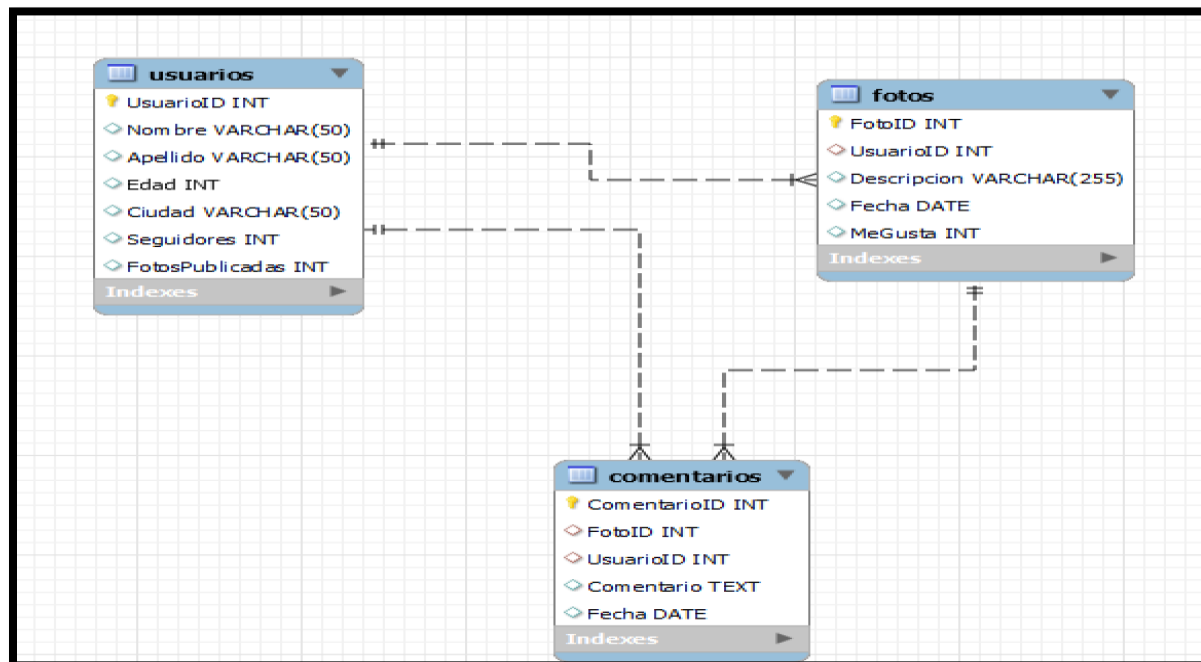 usuarios
UsuarioID INT
Nombre VARCHAR(50)
Apellido VARCHAR(50)
Edad INT
Ciudad VARCHAR(50)
Seguidores INT
FotosPublicadas INT
Indexes
fotos
FotoID INT
UsuarioID INT
Descripcion VARCHAR(255)
Fecha DATE
MeGusta INT
Indexes
comentarios
ComentarioID INT
FotoID INT
UsuarioID INT
Comentario TEXT
Fecha DATE
Indexes